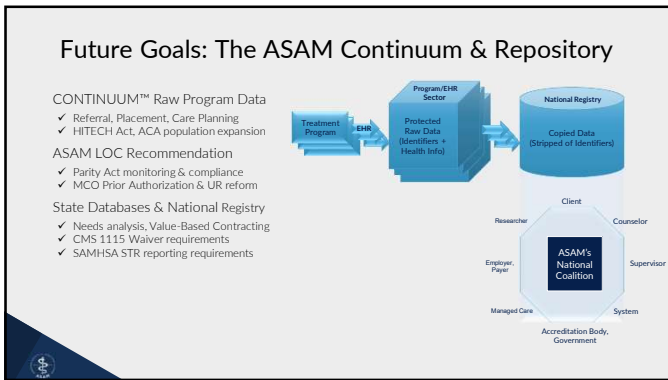 Future Goals: The ASAM Continuum & Repository
CONTINUUM™ Raw Program Data
✓ Referral, Placement, Care Planning
✓ HITECH Act, ACA population expansion
ASAM LOC Recommendation
✓ Parity Act monitoring & compliance
✓ MCO Prior Authorization & UR reform
State Databases & National Registry
✓ Needs analysis, Value-Based Contracting
✓ CMS 1115 Waiver requirements
✓ SAMHSA STR reporting requirements
Treatment
Program
EHR
Program/EHR
Sector
Protected
Raw Data
(Identifiers +
Health Info)
National Registry
Copied Data
(Stripped of Identifiers)
Client
Researcher
Counselor
Employer,
Payer
ASAM's
National
Coalition
Supervisor
Managed Care
System
Accreditation Body,
Government
ASAM